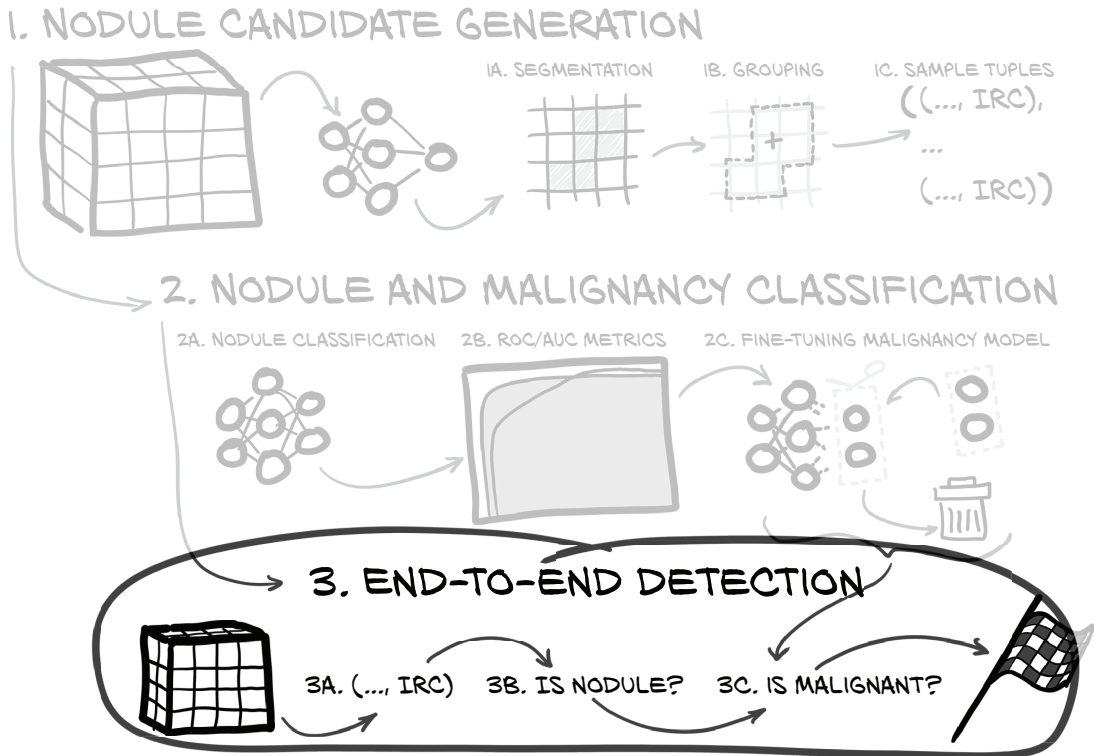 1. NODULE CANDIDATE GENERATION
1A. SEGMENTATION
1B. GROUPING
1C. SAMPLE TUPLES
((..., IRC),
...
(..., IRC))
2. NODULE AND MALIGNANCY CLASSIFICATION
2A. NODULE CLASSIFICATION
2B. ROC/AUC METRICS
2C. FINE-TUNING MALIGNANCY MODEL
3. END-TO-END DETECTION
3A. (..., IRC)
3B. IS NODULE?
3C. IS MALIGNANT?